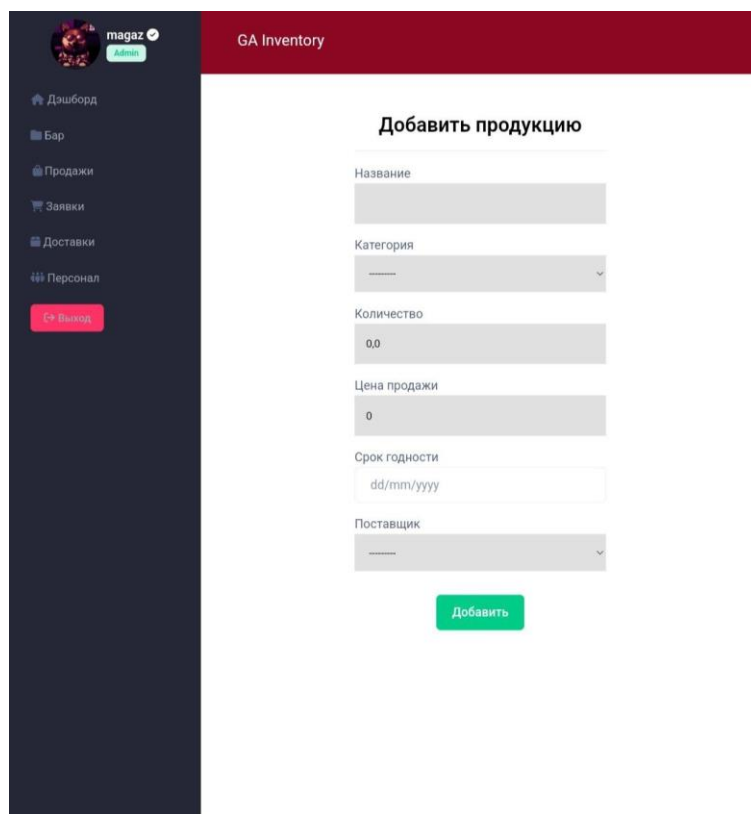 magaz
Admin
GA Inventory
Дэшборд
Бар
Продажи
Заявки
Доставки
Персонал
Выход
Добавить продукцию
Название
Категория
---------
Количество
0,0
Цена продажи
0
Срок годности
dd/mm/yyyy
Поставщик
---------
Добавить